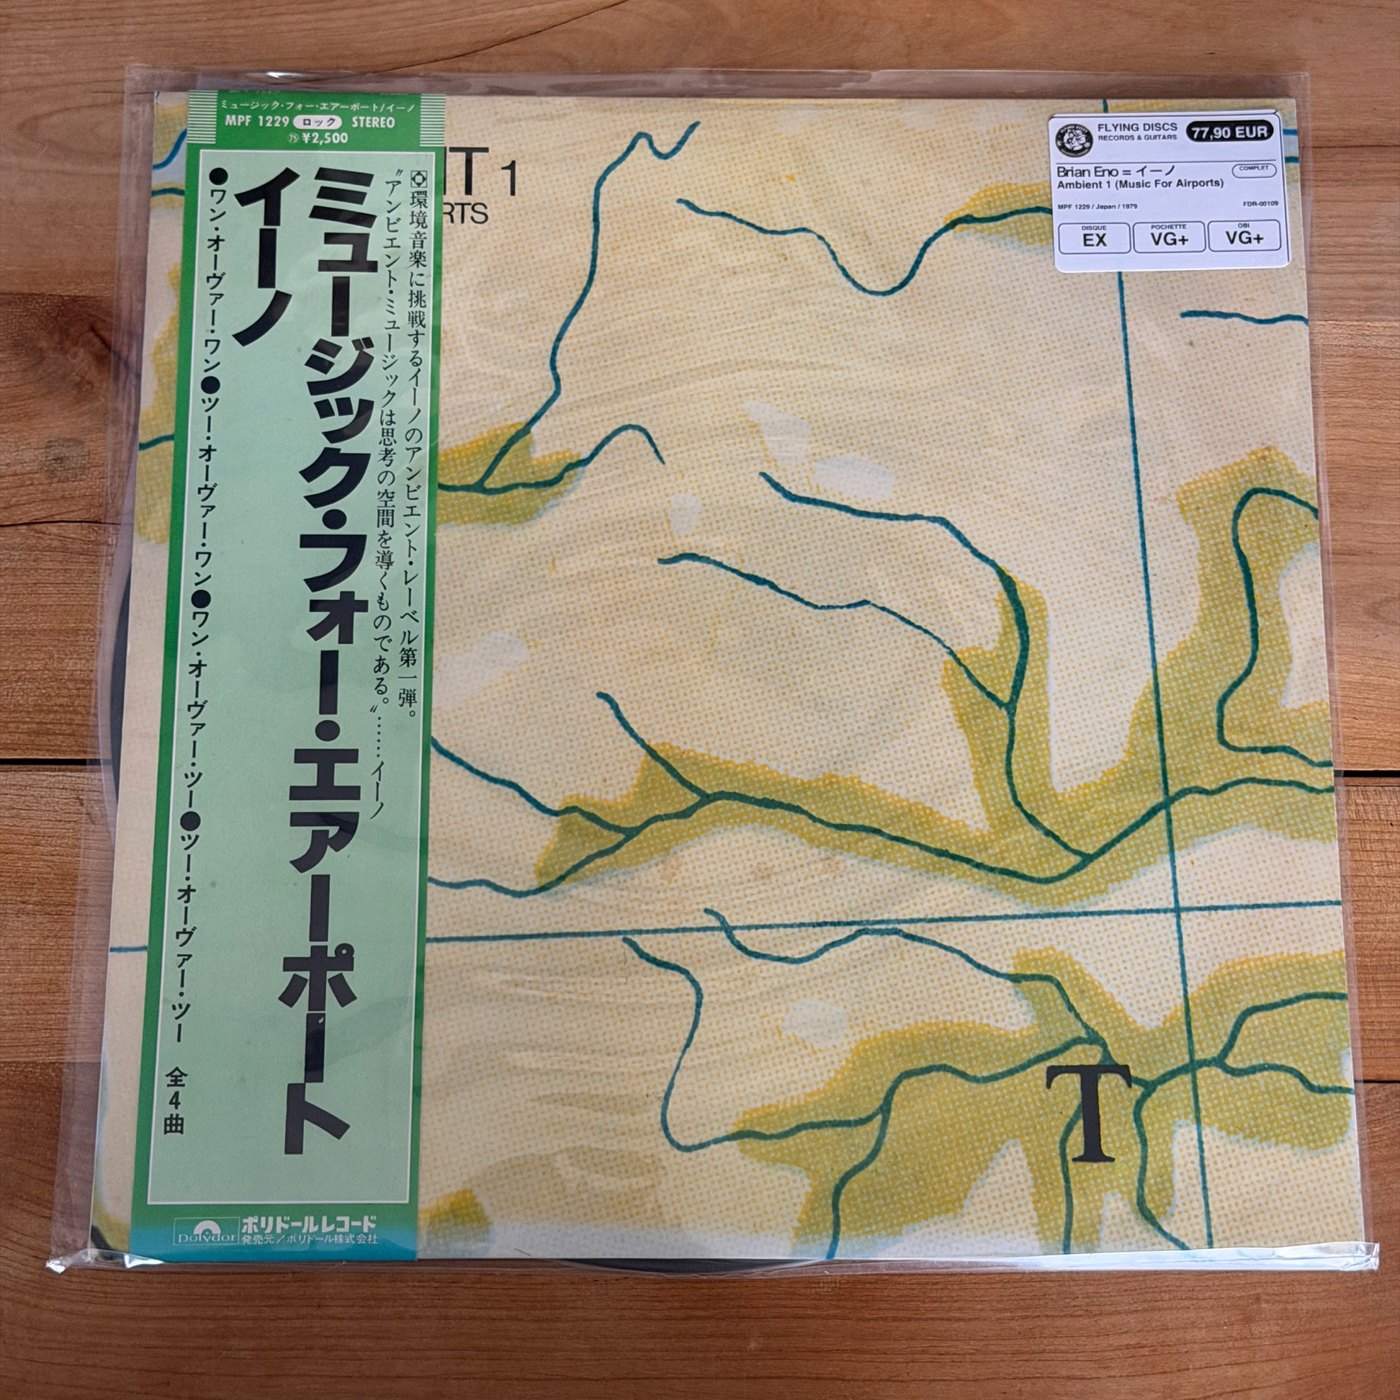 ミュージック・フォー・エアーポート/イーノ
MPF 1229 ロック STEREO
㊄ ¥2,500
◘環境音楽に挑戦するイーノのアンビエント・レーベル第一弾。
"アンビエント・ミュージックは思考の空間を導くものである。"……イーノ
ミュージック・フォー・エアーポート
イーノ
●ワン・オーヴァー・ワン●ツー・オーヴァー・ワン●ワン・オーヴァー・ツー●ツー・オーヴァー・ツー 全4曲
Polydor
ポリドールレコード
発売元/ポリドール株式会社
NT 1
RTS
FLYING DISCS
RECORDS & GUITARS
77,90 EUR
Brian Eno = イーノ
COMPLET
Ambient 1 (Music For Airports)
MPF 1229 / Japan / 1979
FDR-00109
DISQUE
EX
POCHETTE
VG+
OBI
VG+
T